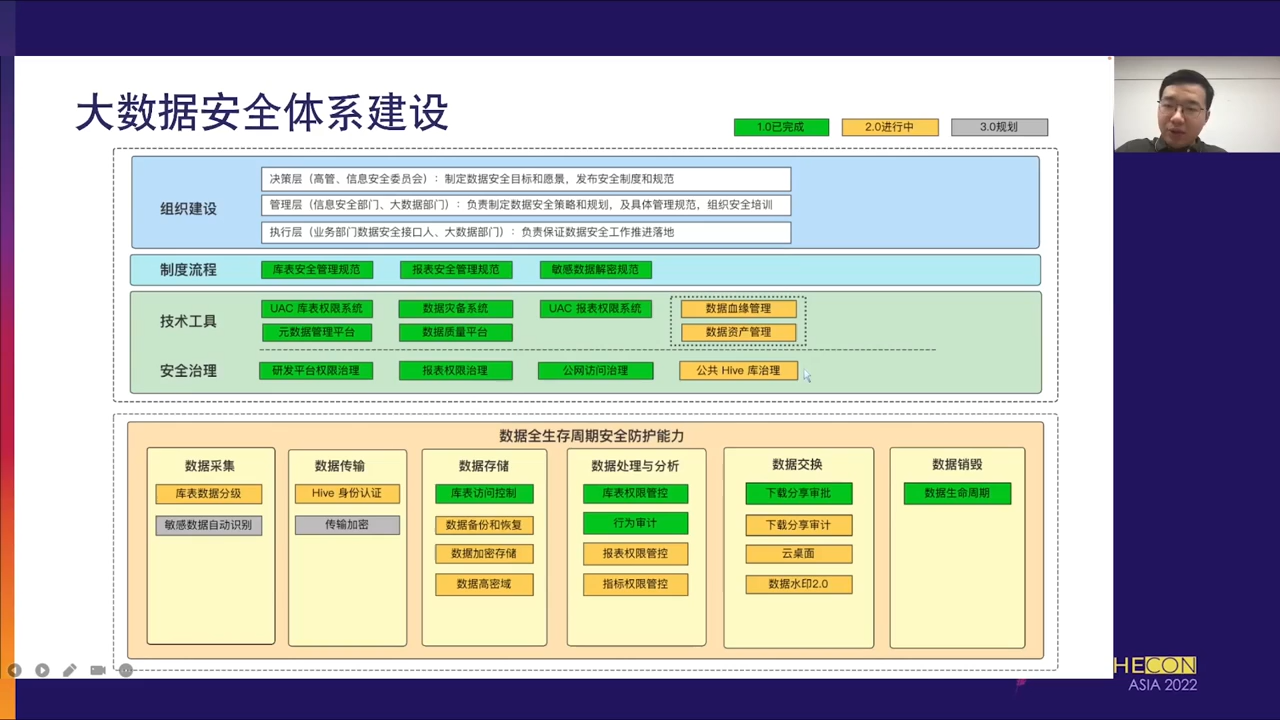 大数据安全体系建设
1.0已完成
2.0进行中
3.0规划
组织建设
决策层（高管、信息安全委员会）：制定数据安全目标和愿景，发布安全制度和规范
管理层（信息安全部门、大数据部门）：负责制定数据安全策略和规划，及具体管理规范，组织安全培训
执行层（业务部门数据安全接口人、大数据部门）：负责保证数据安全工作推进落地
制度流程
库表安全管理规范
报表安全管理规范
敏感数据解密规范
技术工具
UAC 库表权限系统
数据灾备系统
UAC 报表权限系统
数据血缘管理
元数据管理平台
数据质量平台
数据资产管理
安全治理
研发平台权限治理
报表权限治理
公网访问治理
公共 Hive 库治理
数据全生存周期安全防护能力
数据采集
库表数据分级
敏感数据自动识别
数据传输
Hive 身份认证
传输加密
数据存储
库表访问控制
数据备份和恢复
数据加密存储
数据高密域
数据处理与分析
库表权限管控
行为审计
报表权限管控
指标权限管控
数据交换
下载分享审批
下载分享审计
云桌面
数据水印2.0
数据销毁
数据生命周期
HECON
ASIA 2022